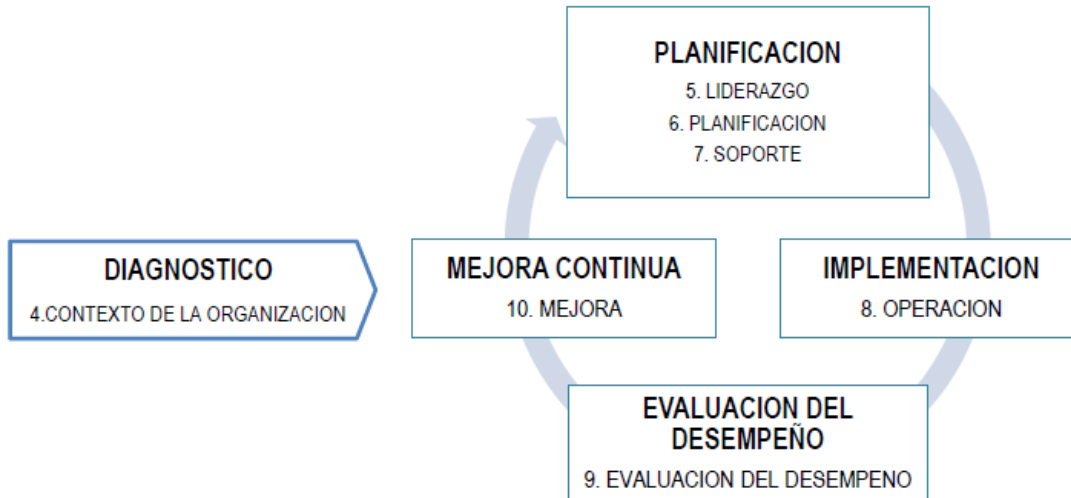 PLANIFICACION
5. LIDERAZGO
6. PLANIFICACION
7. SOPORTE
DIAGNOSTICO
4.CONTEXTO DE LA ORGANIZACION
MEJORA CONTINUA
10. MEJORA
IMPLEMENTACION
8. OPERACION
EVALUACION DEL
DESEMPEÑO
9. EVALUACION DEL DESEMPENO